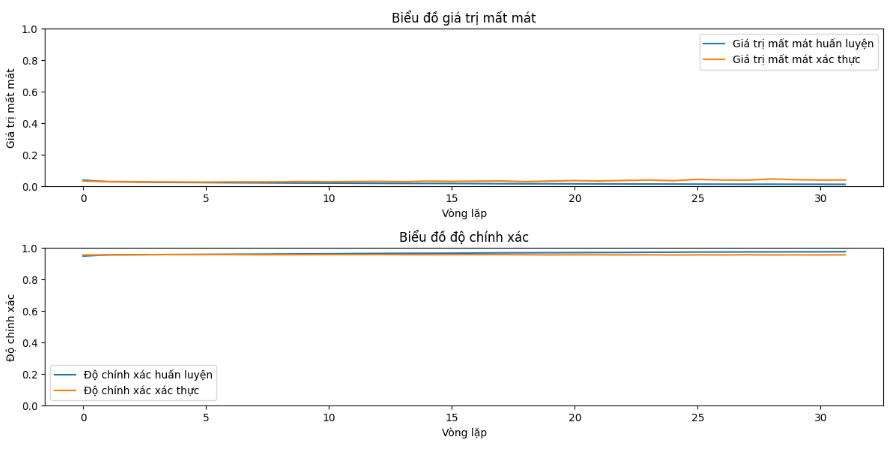 Biểu đồ giá trị mất mát
1.0
0.8
0.6
0.4
0.2
0.0
Giá trị mất mát
Giá trị mất mát huấn luyện
Giá trị mất mát xác thực
0 5 10 15 20 25 30
Vòng lặp
Biểu đồ độ chính xác
1.0
0.8
0.6
0.4
0.2
0.0
Độ chính xác
Độ chính xác huấn luyện
Độ chính xác xác thực
0 5 10 15 20 25 30
Vòng lặp